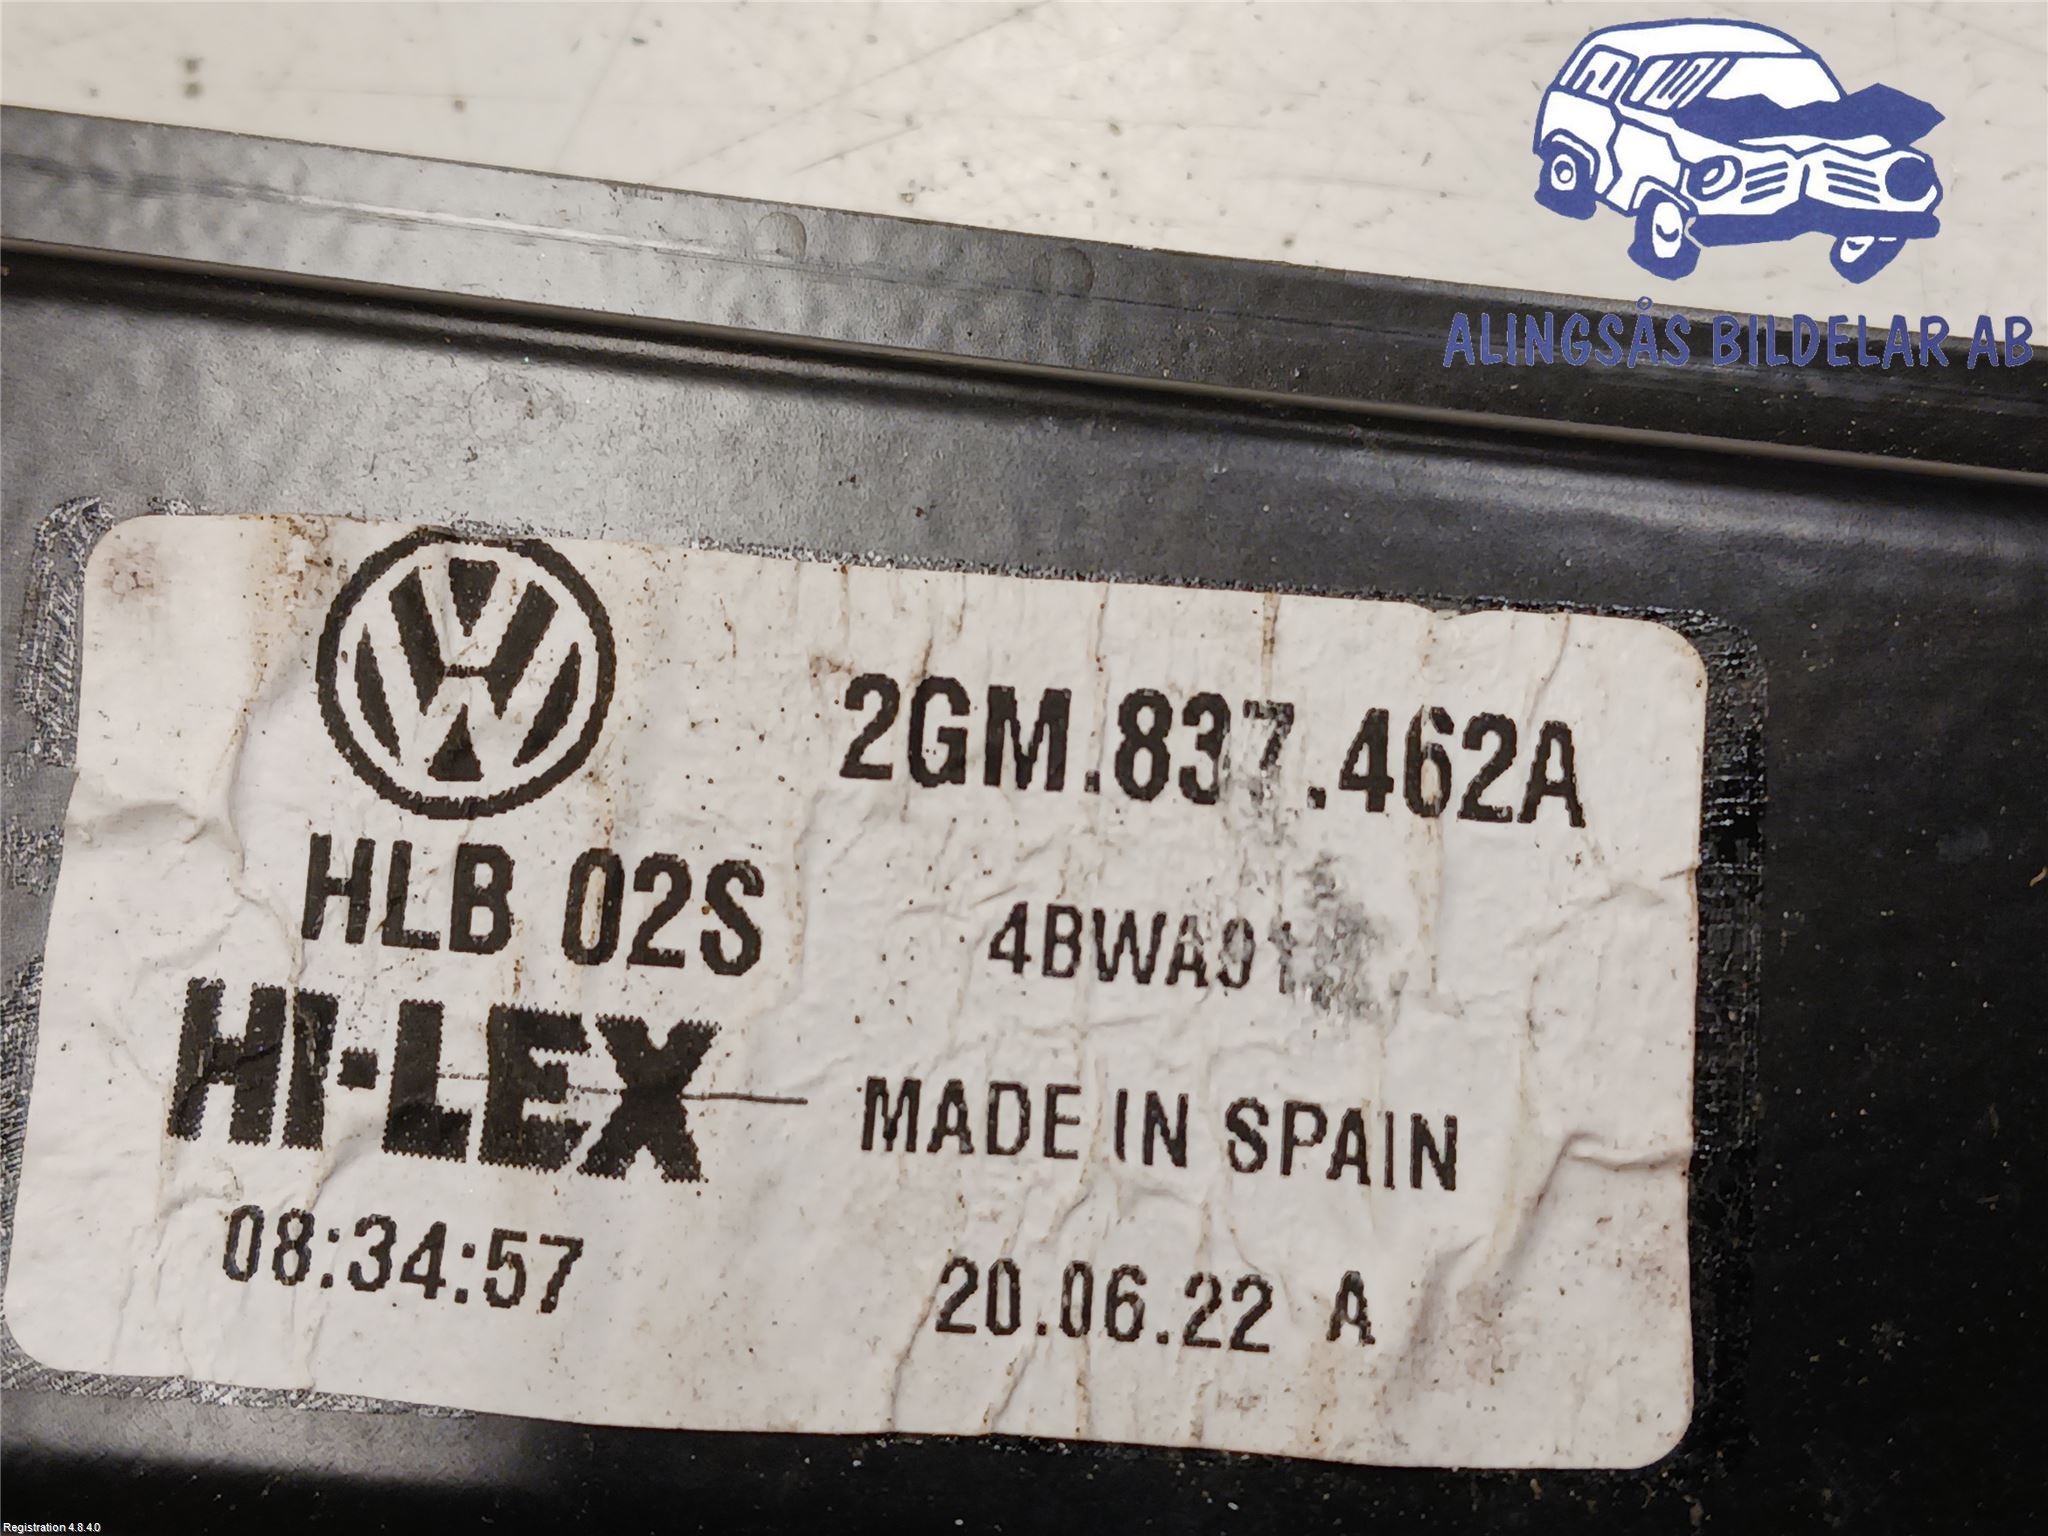 ALINGSÅS BILDELAR AB
2GM.837.462A
HLB 02S
HI-LEX
MADE IN SPAIN
08:34:57
20.06.22 A
Registration 4.8.4.0